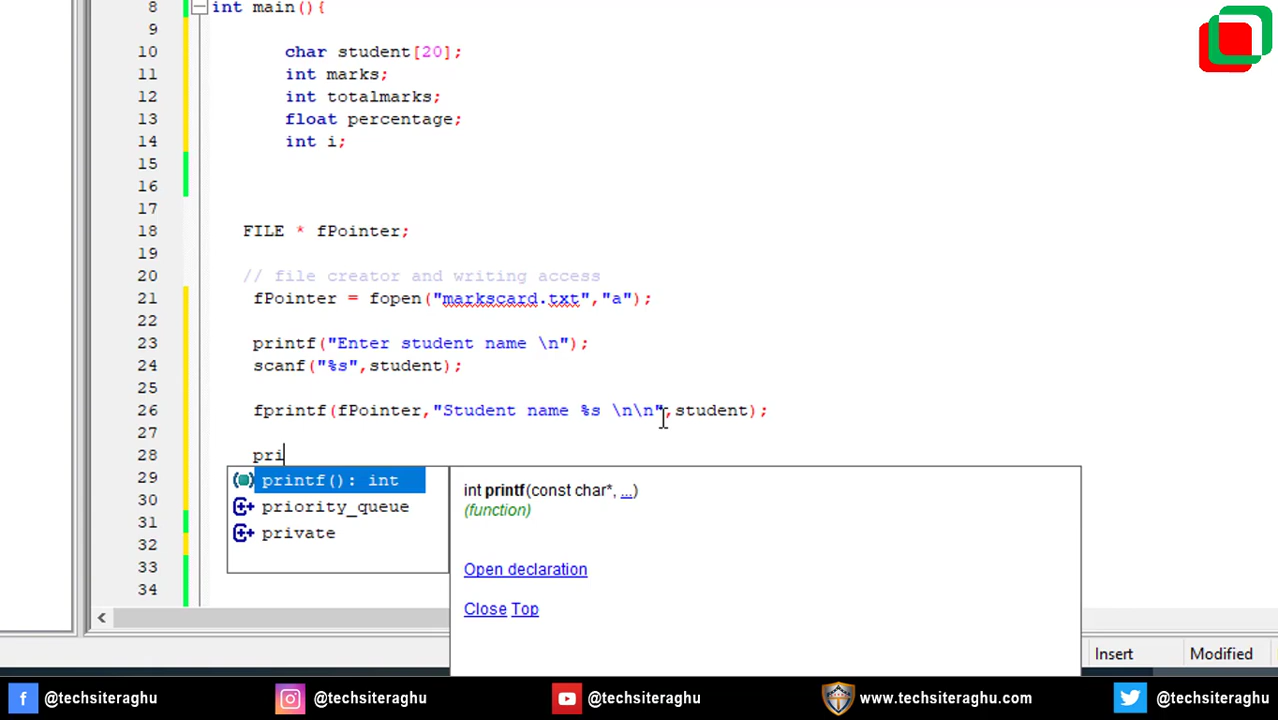 8 int main(){
9
10 char student[20];
11 int marks;
12 int totalmarks;
13 float percentage;
14 int i;
15
16
17
18 FILE * fPointer;
19
20 // file creator and writing access
21 fPointer = fopen("markscard.txt","a");
22
23 printf("Enter student name \n");
24 scanf("%s",student);
25
26 fprintf(fPointer,"Student name %s \n\n",student);
27
28 pri
29 printf(): int
30 priority_queue
31 private
32
33
34
int printf(const char*, ...)
(function)
Open declaration
Close Top
Insert Modified
@techsiteraghu @techsiteraghu @techsiteraghu www.techsiteraghu.com @techsiteraghu